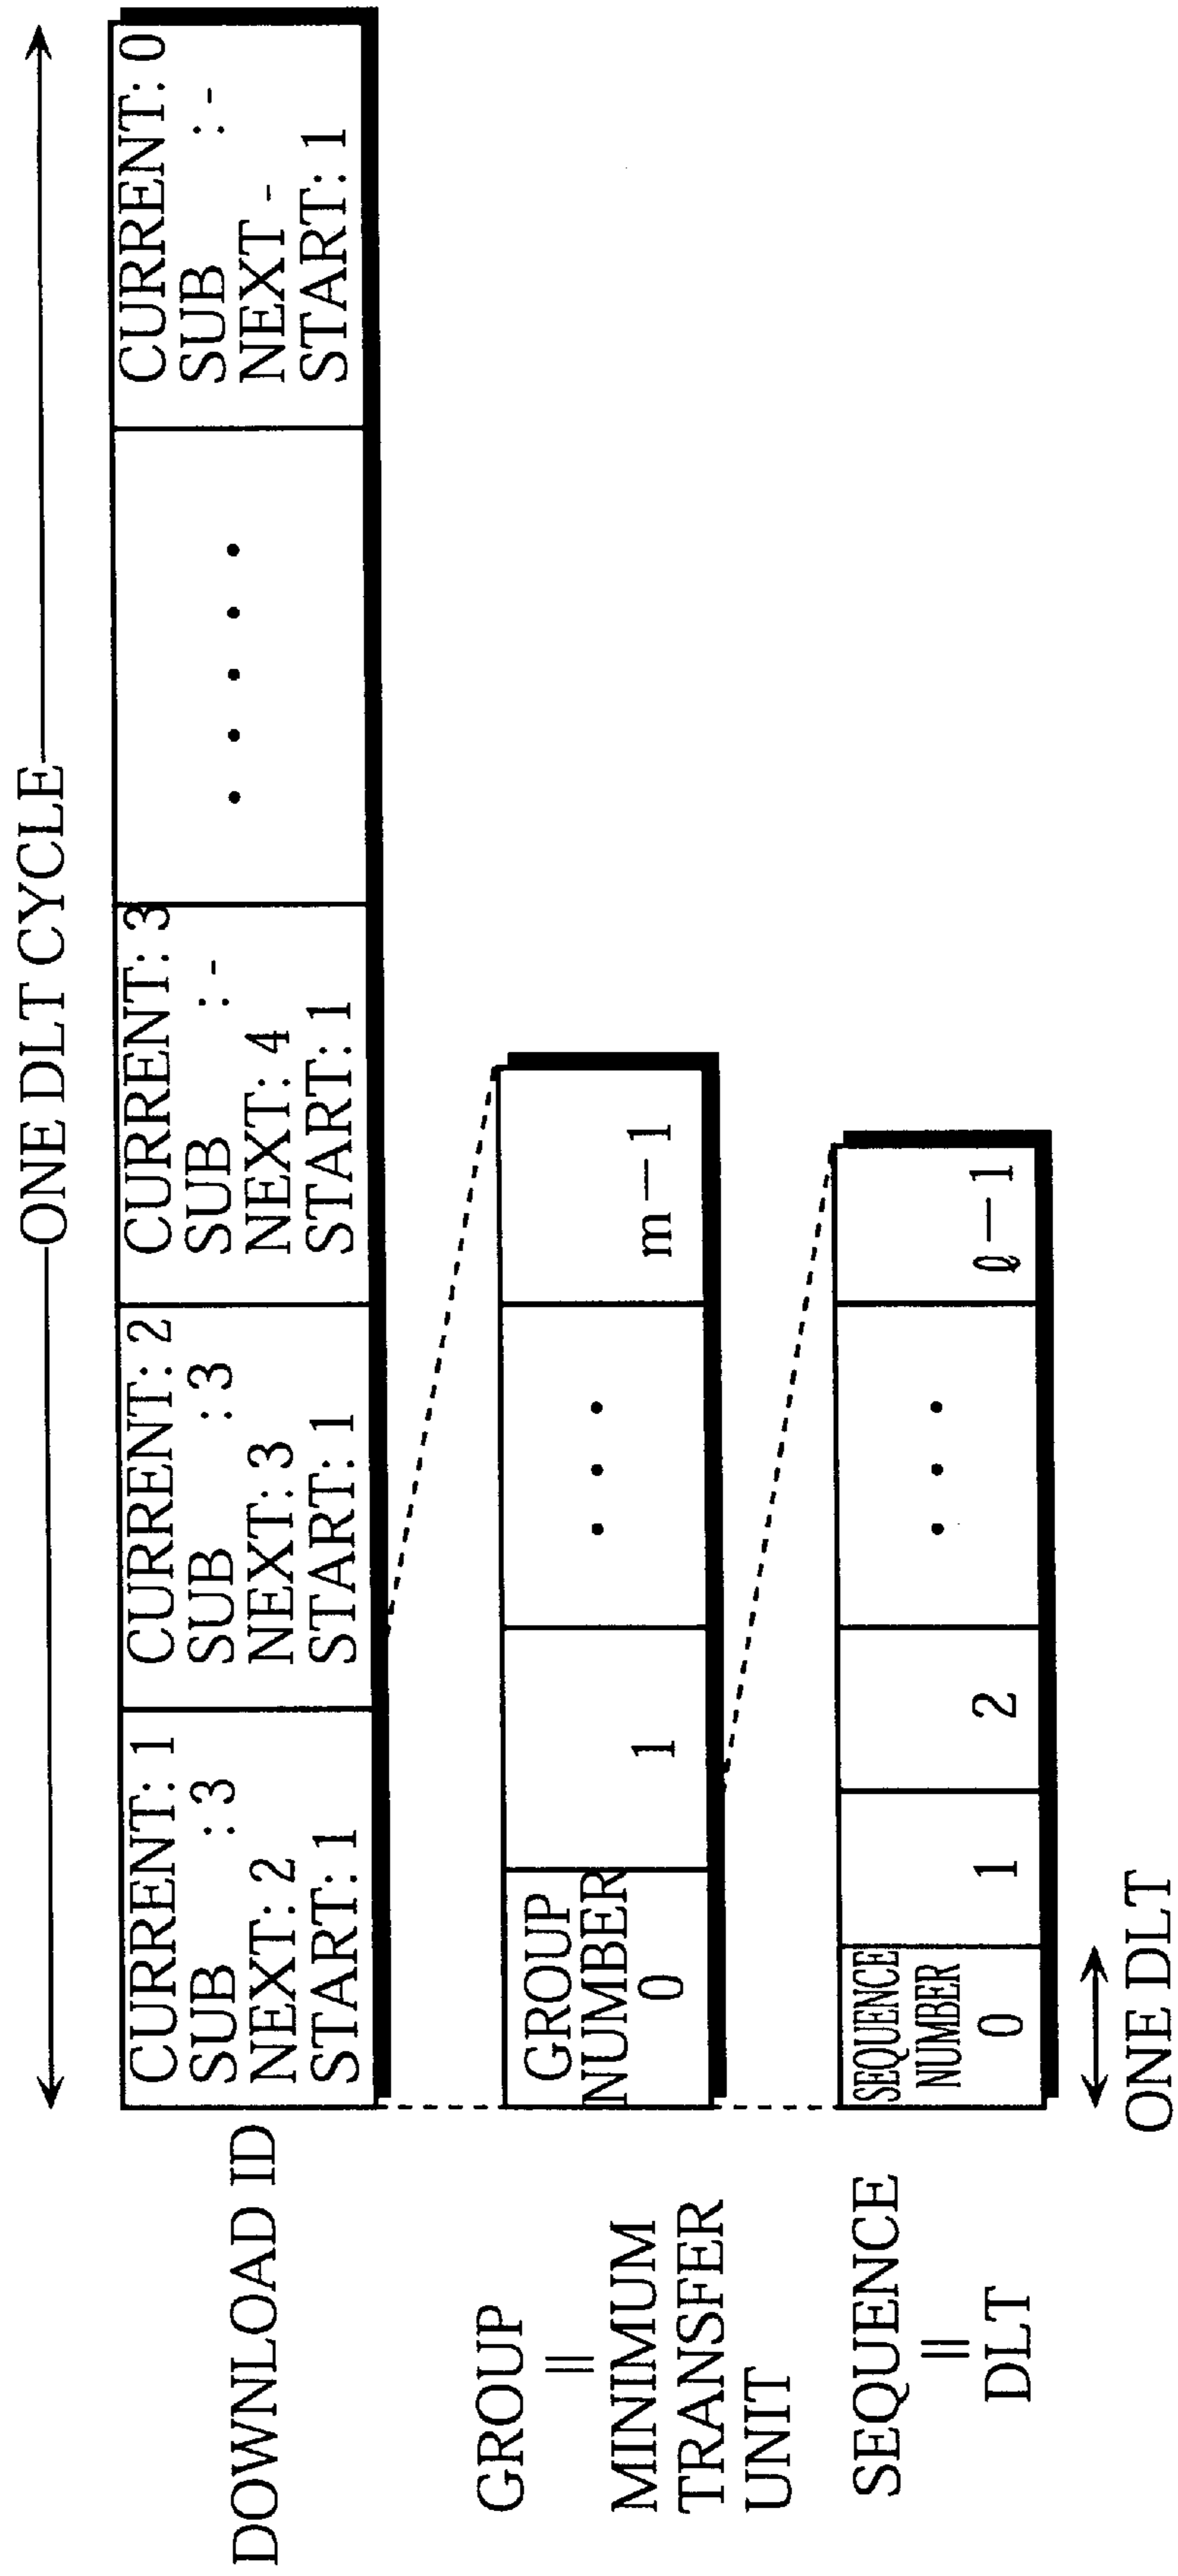 ONE DLT CYCLE
DOWNLOAD ID
CURRENT: 1
SUB : 3
NEXT: 2
START: 1
CURRENT: 2
SUB : 3
NEXT: 3
START: 1
CURRENT: 3
SUB : -
NEXT: 4
START: 1
• • • • •
CURRENT: 0
SUB : -
NEXT -
START: 1
GROUP
||
MINIMUM
TRANSFER
UNIT
GROUP
NUMBER
0
1
• • •
m-1
SEQUENCE
||
DLT
SEQUENCE
NUMBER
0
1
2
• • •
ℓ-1
ONE DLT